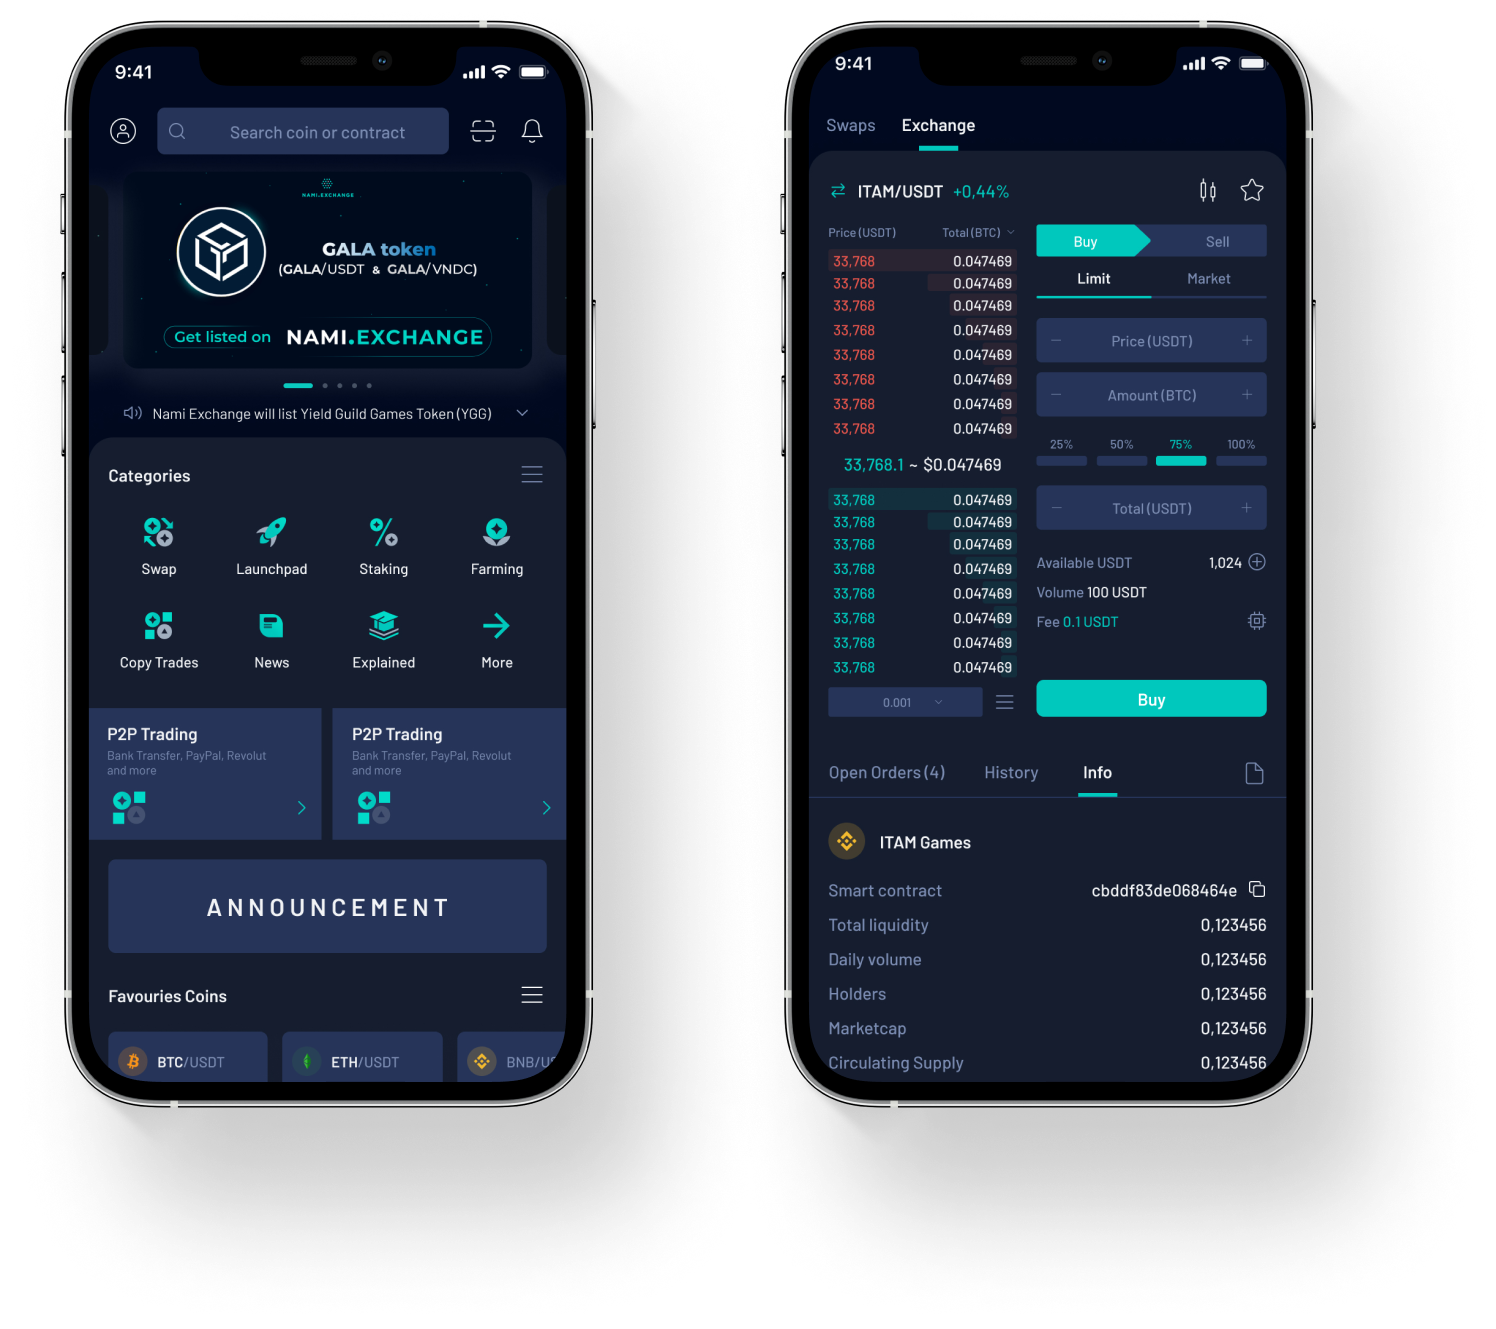 9:41
Search coin or contract
NAMI.EXCHANGE
GALA token
(GALA/USDT & GALA/VNDC)
Get listed on NAMI.EXCHANGE
Nami Exchange will list Yield Guild Games Token (YGG)
Categories
Swap Launchpad Staking Farming
Copy Trades News Explained More
P2P Trading P2P Trading
Bank Transfer, PayPal, Revolut Bank Transfer, PayPal, Revolut
and more and more
ANNOUNCEMENT
Favouries Coins
BTC/USDT ETH/USDT BNB/US
9:41
Swaps Exchange
ITAM/USDT +0,44%
Price (USDT) Total (BTC)
33,768 0.047469
33,768 0.047469
33,768 0.047469
33,768 0.047469
33,768 0.047469
33,768 0.047469
33,768 0.047469
33,768 0.047469
33,768.1 ~ $0.047469
33,768 0.047469
33,768 0.047469
33,768 0.047469
33,768 0.047469
33,768 0.047469
33,768 0.047469
33,768 0.047469
33,768 0.047469
0.001
Buy Sell
Limit Market
− Price (USDT) +
− Amount (BTC) +
25% 50% 75% 100%
− Total (USDT) +
Available USDT 1,024
Volume 100 USDT
Fee 0.1 USDT
Buy
Open Orders (4) History Info
ITAM Games
Smart contract cbddf83de068464e
Total liquidity 0,123456
Daily volume 0,123456
Holders 0,123456
Marketcap 0,123456
Circulating Supply 0,123456